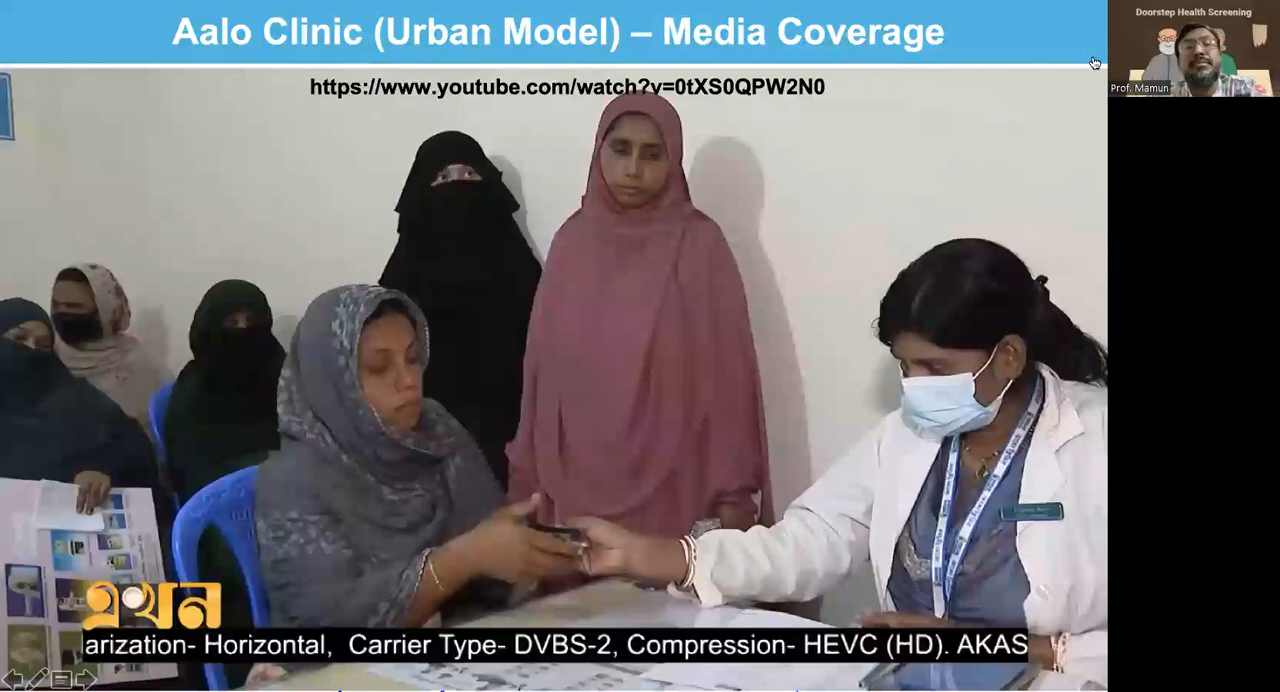 Aalo Clinic (Urban Model) – Media Coverage
Doorstep Health Screening
Prof. Mamun
https://www.youtube.com/watch?v=0tXS0QPW2N0
এখন
arization- Horizontal, Carrier Type- DVBS-2, Compression- HEVC (HD). AKAS